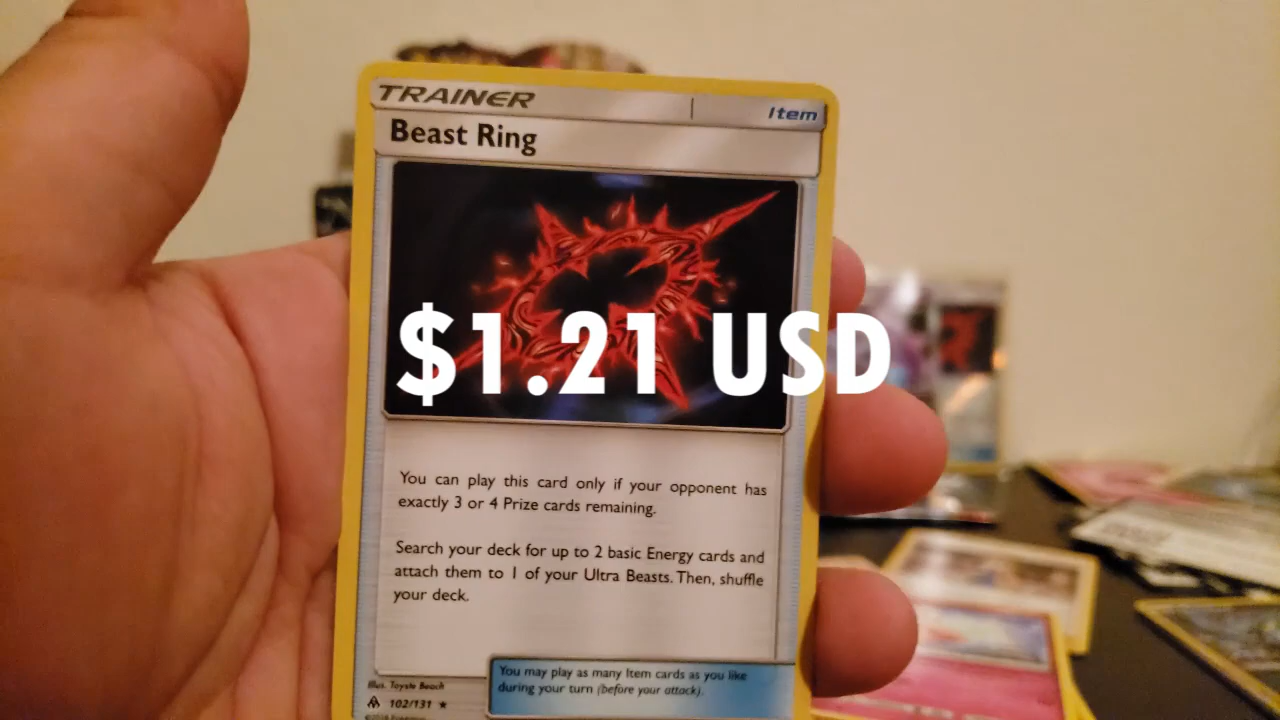 TRAINER
Item
Beast Ring
$1.21 USD
You can play this card only if your opponent has
exactly 3 or 4 Prize cards remaining.
Search your deck for up to 2 basic Energy cards and
attach them to 1 of your Ultra Beasts. Then, shuffle
your deck.
You may play as many Item cards as you like
during your turn (before your attack).
Illus. Toyste Beach
102/131 ★